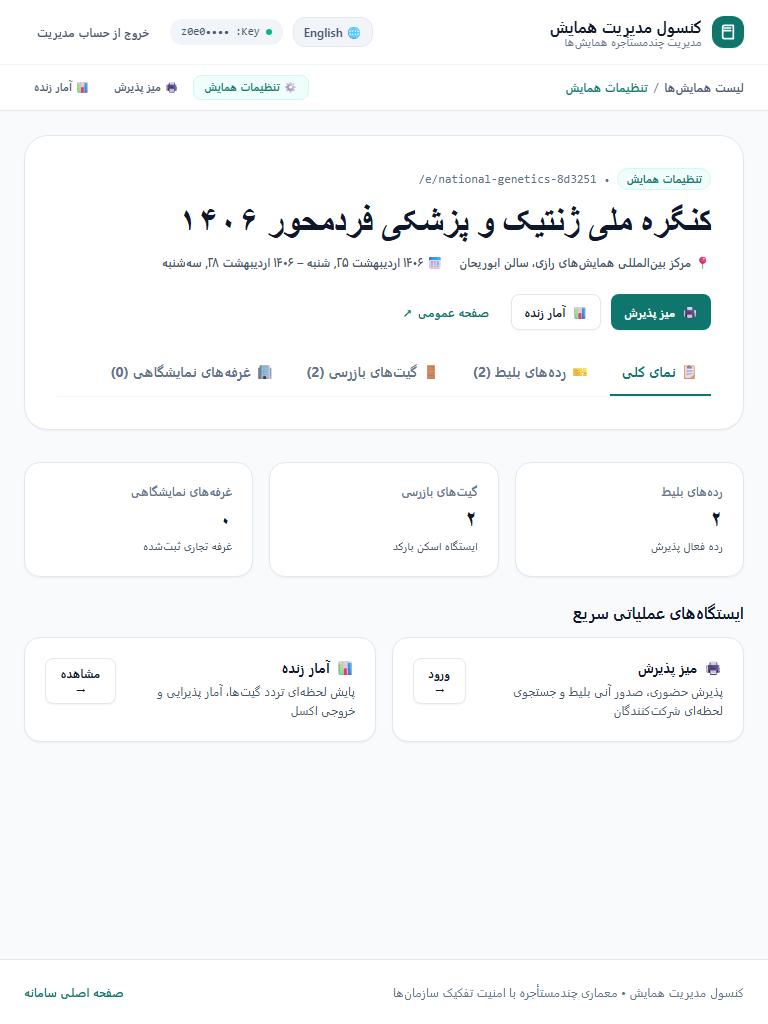 کنسول مدیریت همایش
مدیریت چندمستأجره همایش‌ها
English
Key: ••••z0e0
خروج از حساب مدیریت
لیست همایش‌ها / تنظیمات همایش
تنظیمات همایش
میز پذیرش
آمار زنده
تنظیمات همایش • /e/national-genetics-8d3251
کنگره ملی ژنتیک و پزشکی فردمحور ۱۴۰۶
مرکز بین‌المللی همایش‌های رازی، سالن ابوریحان
۱۴۰۶ اردیبهشت ۲۵, شنبه – ۱۴۰۶ اردیبهشت ۲۸, سه‌شنبه
میز پذیرش
آمار زنده
صفحه عمومی ↗
نمای کلی
رده‌های بلیط (2)
گیت‌های بازرسی (2)
غرفه‌های نمایشگاهی (0)
رده‌های بلیط
۲
رده فعال پذیرش
گیت‌های بازرسی
۲
ایستگاه اسکن بارکد
غرفه‌های نمایشگاهی
۰
غرفه تجاری ثبت‌شده
ایستگاه‌های عملیاتی سریع
میز پذیرش
پذیرش حضوری، صدور آنی بلیط و جستجوی
لحظه‌ای شرکت‌کنندگان
ورود
→
آمار زنده
پایش لحظه‌ای تردد گیت‌ها، آمار پذیرایی و
خروجی اکسل
مشاهده
→
کنسول مدیریت همایش • معماری چندمستأجره با امنیت تفکیک سازمان‌ها
صفحه اصلی سامانه